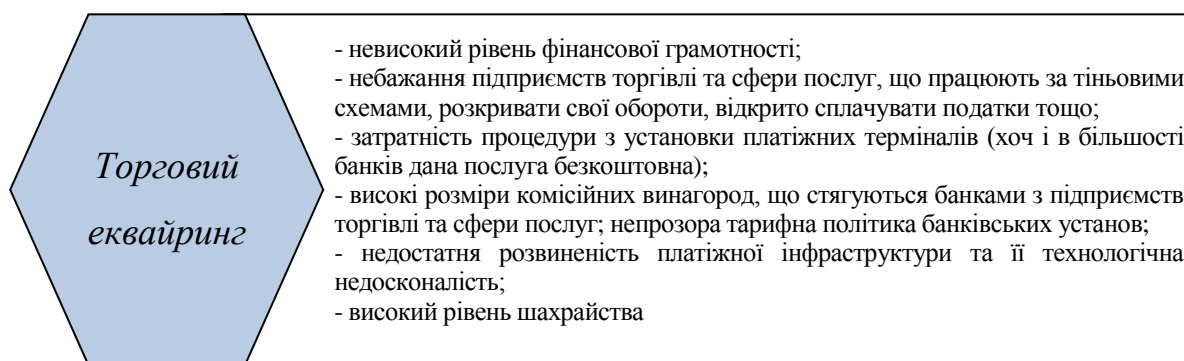 Торговий
еквайринг
- невисокий рівень фінансової грамотності;
- небажання підприємств торгівлі та сфери послуг, що працюють за тіньовими
схемами, розкривати свої обороти, відкрито сплачувати податки тощо;
- затратність процедури з установки платіжних терміналів (хоч і в більшості
банків дана послуга безкоштовна);
- високі розміри комісійних винагород, що стягуються банками з підприємств
торгівлі та сфери послуг; непрозора тарифна політика банківських установ;
- недостатня розвиненість платіжної інфраструктури та її технологічна
недосконалість;
- високий рівень шахрайства